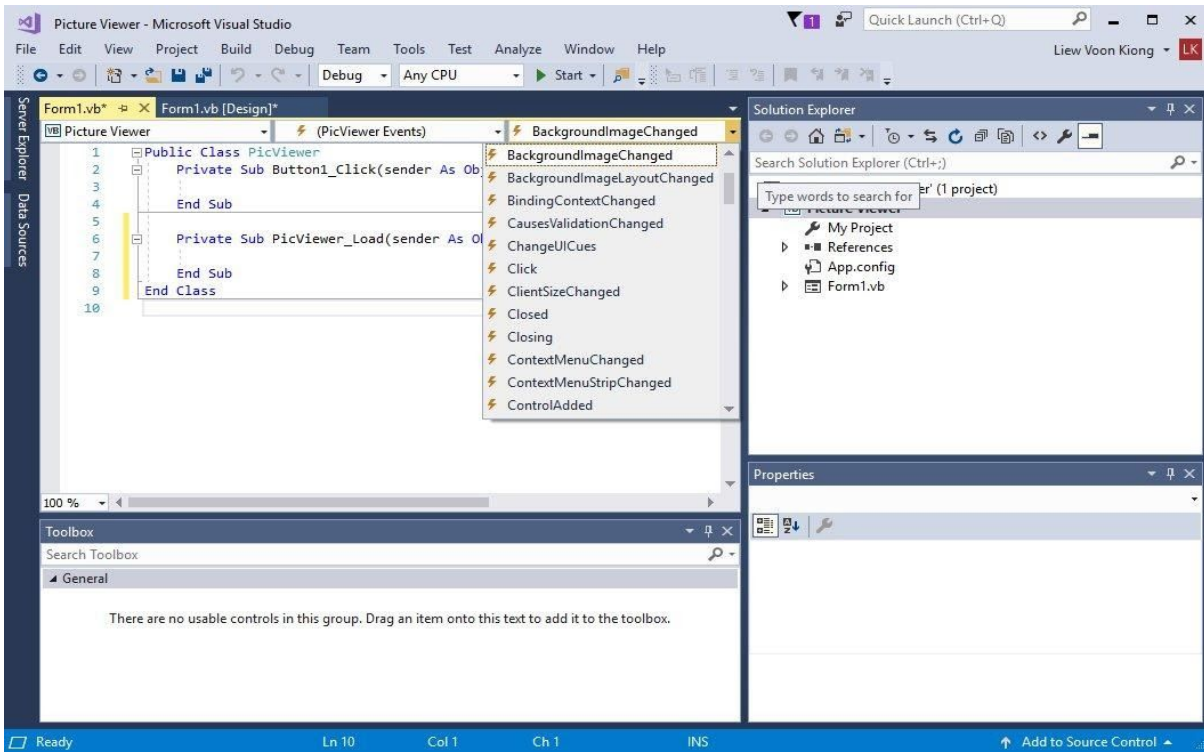 Picture Viewer - Microsoft Visual Studio
1
Quick Launch (Ctrl+Q)
File Edit View Project Build Debug Team Tools Test Analyze Window Help
Liew Voon Kiong
LK
Debug
Any CPU
Start
Server Explorer
Data Sources
Form1.vb*
Form1.vb [Design]*
VB Picture Viewer
(PicViewer Events)
BackgroundImageChanged
1 Public Class PicViewer
2 Private Sub Button1_Click(sender As Ob
3
4 End Sub
5
6 Private Sub PicViewer_Load(sender As Ob
7
8 End Sub
9 End Class
10
BackgroundImageChanged
BackgroundImageLayoutChanged
BindingContextChanged
CausesValidationChanged
ChangeUICues
Click
ClientSizeChanged
Closed
Closing
ContextMenuChanged
ContextMenuStripChanged
ControlAdded
100 %
Toolbox
Search Toolbox
General
There are no usable controls in this group. Drag an item onto this text to add it to the toolbox.
Solution Explorer
Search Solution Explorer (Ctrl+;)
Type words to search for
er' (1 project)
Picture Viewer
My Project
References
App.config
Form1.vb
Properties
Ready
Ln 10
Col 1
Ch 1
INS
Add to Source Control